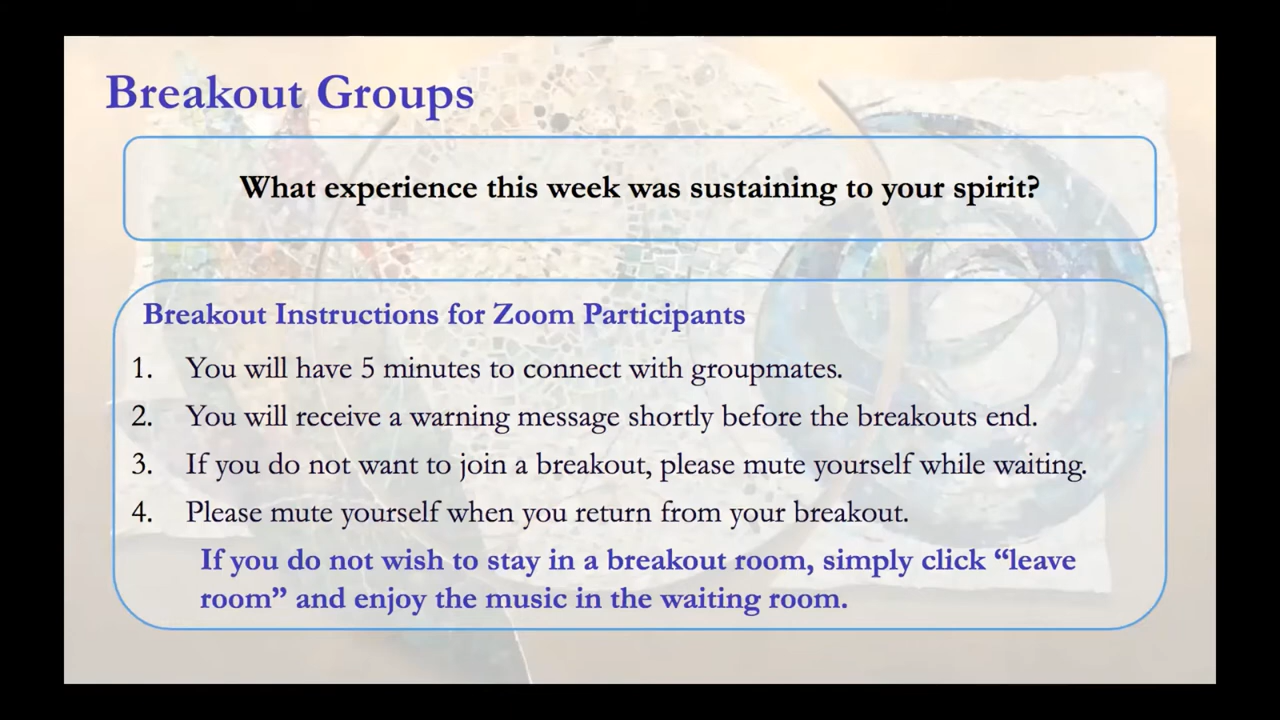 Breakout Groups
What experience this week was sustaining to your spirit?
Breakout Instructions for Zoom Participants
1. You will have 5 minutes to connect with groupmates.
2. You will receive a warning message shortly before the breakouts end.
3. If you do not want to join a breakout, please mute yourself while waiting.
4. Please mute yourself when you return from your breakout.
If you do not wish to stay in a breakout room, simply click “leave
room” and enjoy the music in the waiting room.